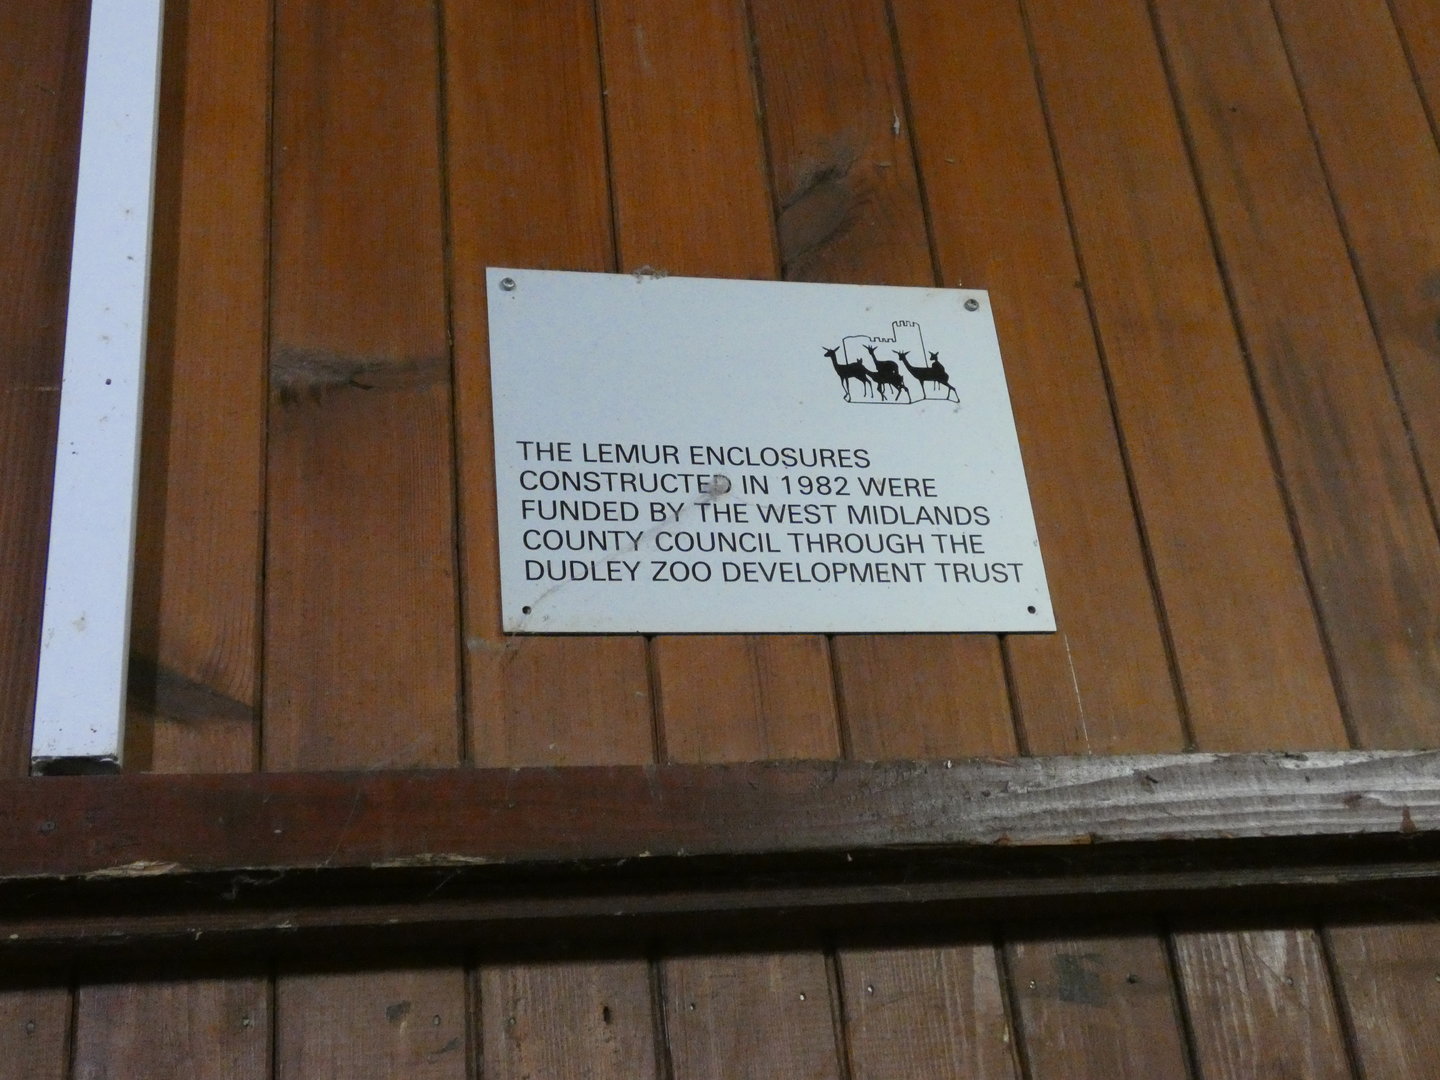 THE LEMUR ENCLOSURES
CONSTRUCTED IN 1982 WERE
FUNDED BY THE WEST MIDLANDS
COUNTY COUNCIL THROUGH THE
DUDLEY ZOO DEVELOPMENT TRUST